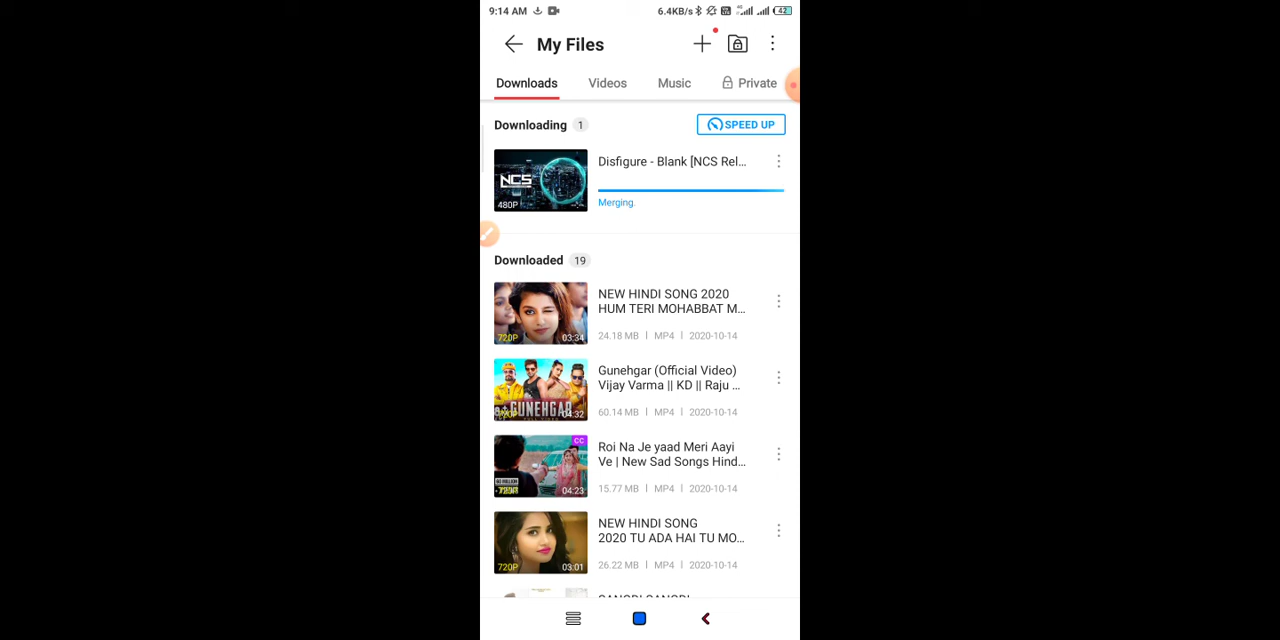 9:14 AM
6.4KB/s
42
My Files
Downloads
Videos
Music
Private
Downloading 1
SPEED UP
NCS
480P
Disfigure - Blank [NCS Rel...
Merging.
Downloaded 19
720P
03:34
NEW HINDI SONG 2020
HUM TERI MOHABBAT M...
24.18 MB | MP4 | 2020-10-14
GUNEHGAR
04:32
Gunehgar (Official Video)
Vijay Varma || KD || Raju ...
60.14 MB | MP4 | 2020-10-14
CC
720P
04:23
Roi Na Je yaad Meri Aayi
Ve | New Sad Songs Hind...
15.77 MB | MP4 | 2020-10-14
720P
03:01
NEW HINDI SONG
2020 TU ADA HAI TU MO...
26.22 MB | MP4 | 2020-10-14